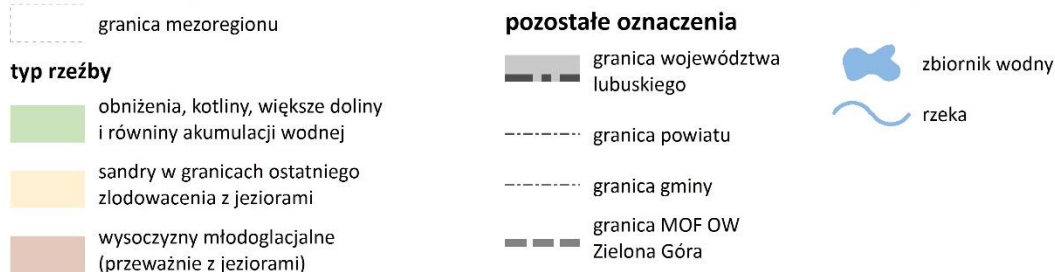 granica mezoregionu
typ rzeźby
obniżenia, kotliny, większe doliny
i równiny akumulacji wodnej
sandry w granicach ostatniego
zlodowacenia z jeziorami
wysoczyzny młodoglacjalne
(przeważnie z jeziorami)
pozostałe oznaczenia
granica województwa
lubuskiego
granica powiatu
granica gminy
granica MOF OW
Zielona Góra
zbiornik wodny
rzeka